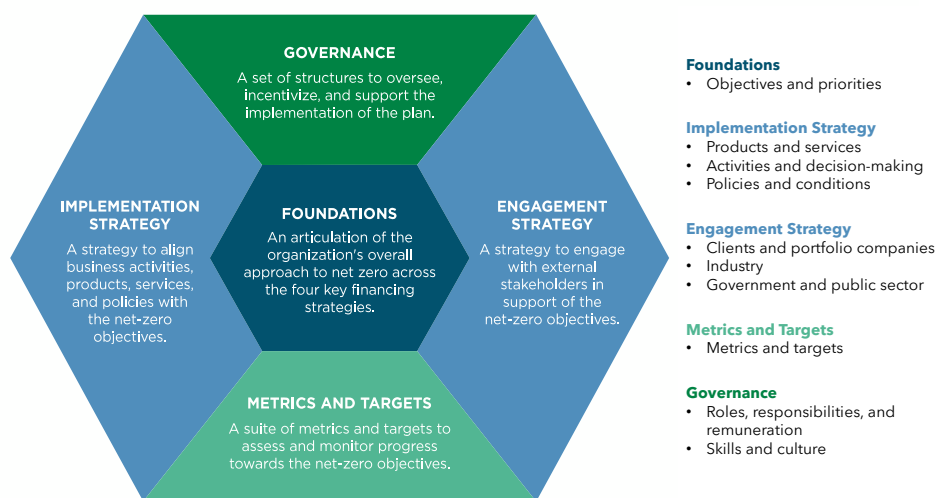 GOVERNANCE
A set of structures to oversee,
incentivize, and support the
implementation of the plan.
IMPLEMENTATION
STRATEGY
A strategy to align
business activities,
products, services,
and policies with
the net-zero
objectives.
FOUNDATIONS
An articulation of the
organization's overall
approach to net zero across
the four key financing
strategies.
ENGAGEMENT
STRATEGY
A strategy to engage
with external
stakeholders in
support of the
net-zero objectives.
METRICS AND TARGETS
A suite of metrics and targets to
assess and monitor progress
towards the net-zero objectives.
Foundations
• Objectives and priorities
Implementation Strategy
• Products and services
• Activities and decision-making
• Policies and conditions
Engagement Strategy
• Clients and portfolio companies
• Industry
• Government and public sector
Metrics and Targets
• Metrics and targets
Governance
• Roles, responsibilities, and
remuneration
• Skills and culture